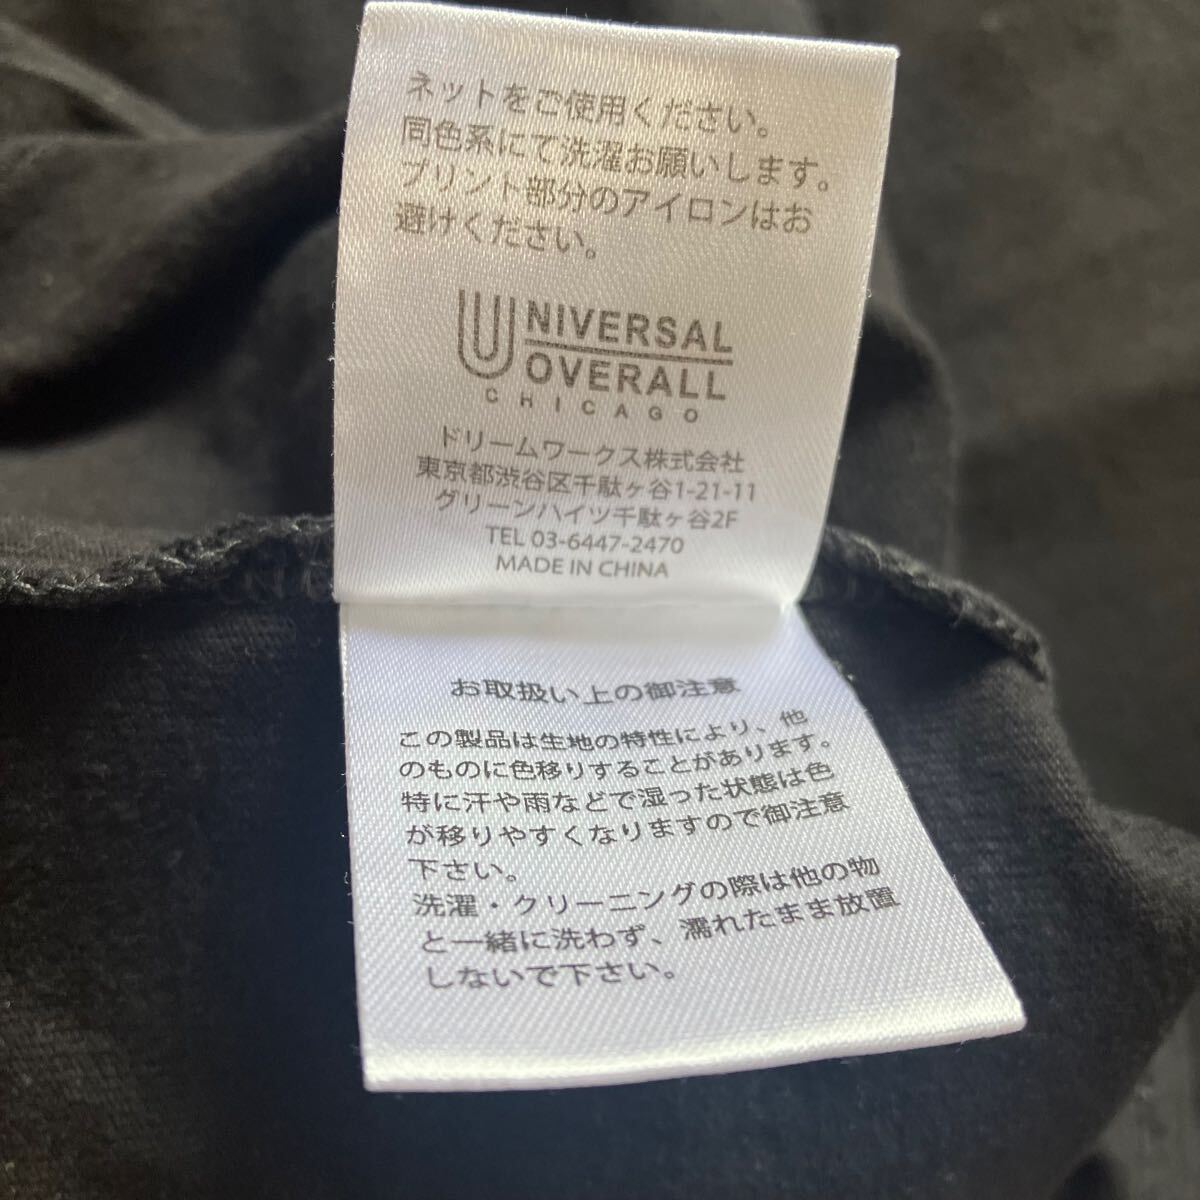 ネットをご使用ください。
同色系にて洗濯お願いします。
プリント部分のアイロンはお
避けください。
UNIVERSAL
OVERALL
CHICAGO
ドリームワークス株式会社
東京都渋谷区千駄ヶ谷1-21-11
グリーンハイツ千駄ヶ谷2F
TEL 03-6447-2470
MADE IN CHINA
お取扱い上の御注意
この製品は生地の特性により、他
のものに色移りすることがあります。
特に汗や雨などで湿った状態は色
が移りやすくなりますので御注意
下さい。
洗濯・クリーニングの際は他の物
と一緒に洗わず、濡れたまま放置
しないで下さい。